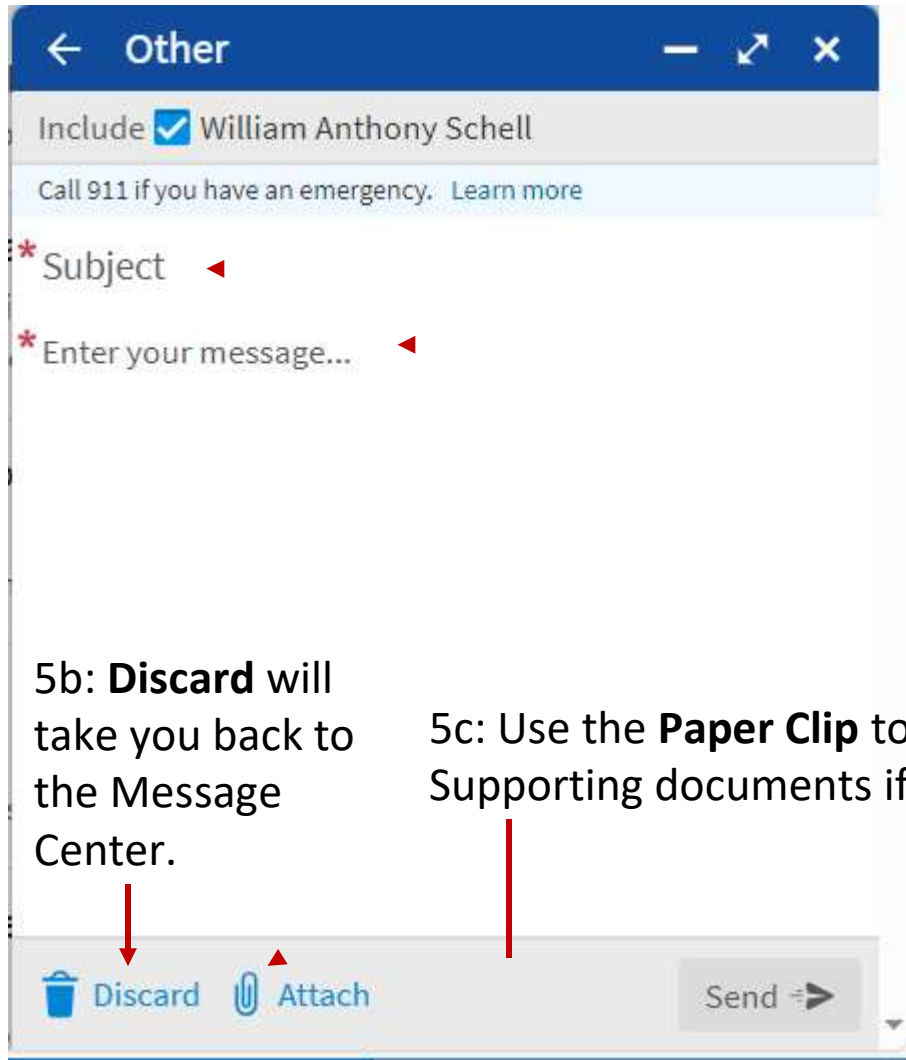 Other
Include William Anthony Schell
Call 911 if you have an emergency. Learn more
*Subject
*Enter your message...
5b: Discard will
take you back to
the Message
Center.
5c: Use the Paper Clip to
Supporting documents if
Discard Attach Send